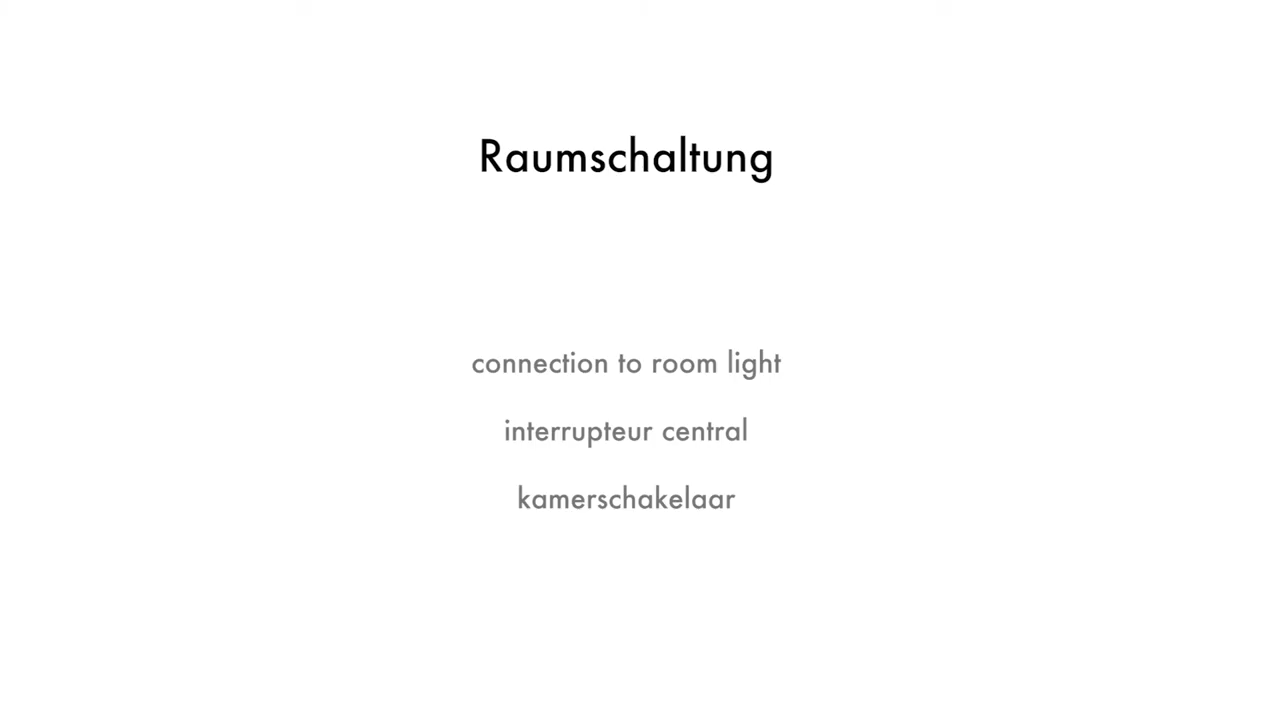 Raumschaltung
connection to room light
interrupteur central
kamerschakelaar